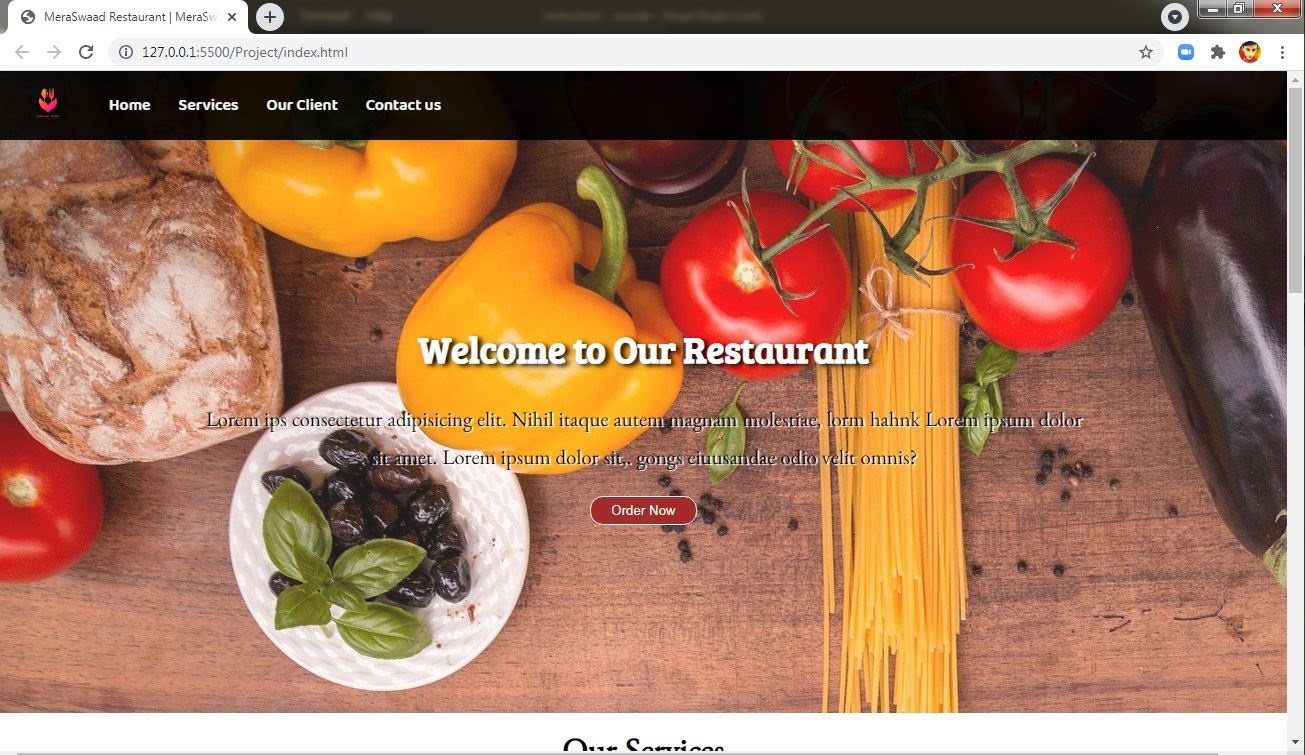 MeraSwaad Restaurant | MeraSw
127.0.0.1:5500/Project/index.html
Home Services Our Client Contact us
Welcome to Our Restaurant
Lorem ips consectetur adipisicing elit. Nihil itaque autem magnam molestiae, lorm hahnk Lorem ipsum dolor
sit amet. Lorem ipsum dolor sit,. gongs eiuusandae odio velit omnis?
Order Now
Our Services